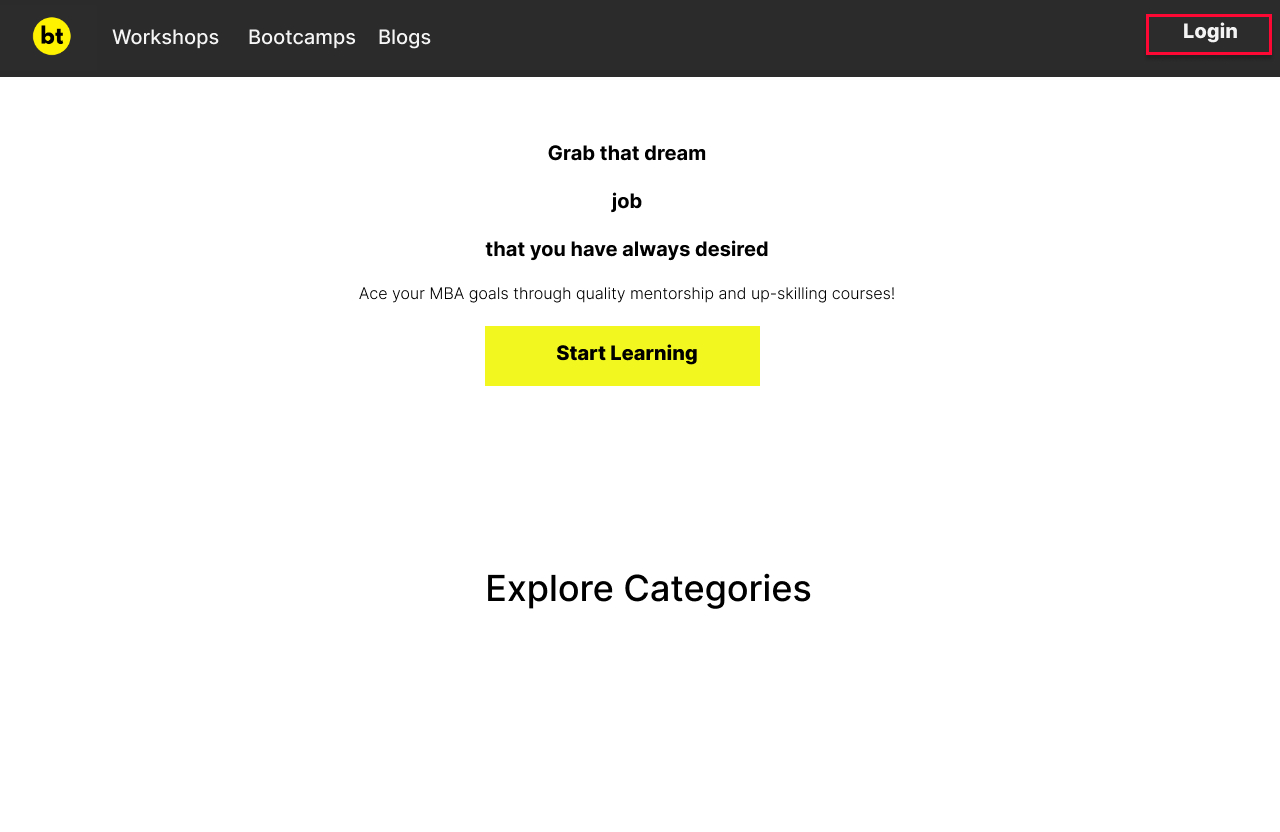 bt
Workshops Bootcamps Blogs
Login
Grab that dream
job
that you have always desired
Ace your MBA goals through quality mentorship and up-skilling courses!
Start Learning
Explore Categories